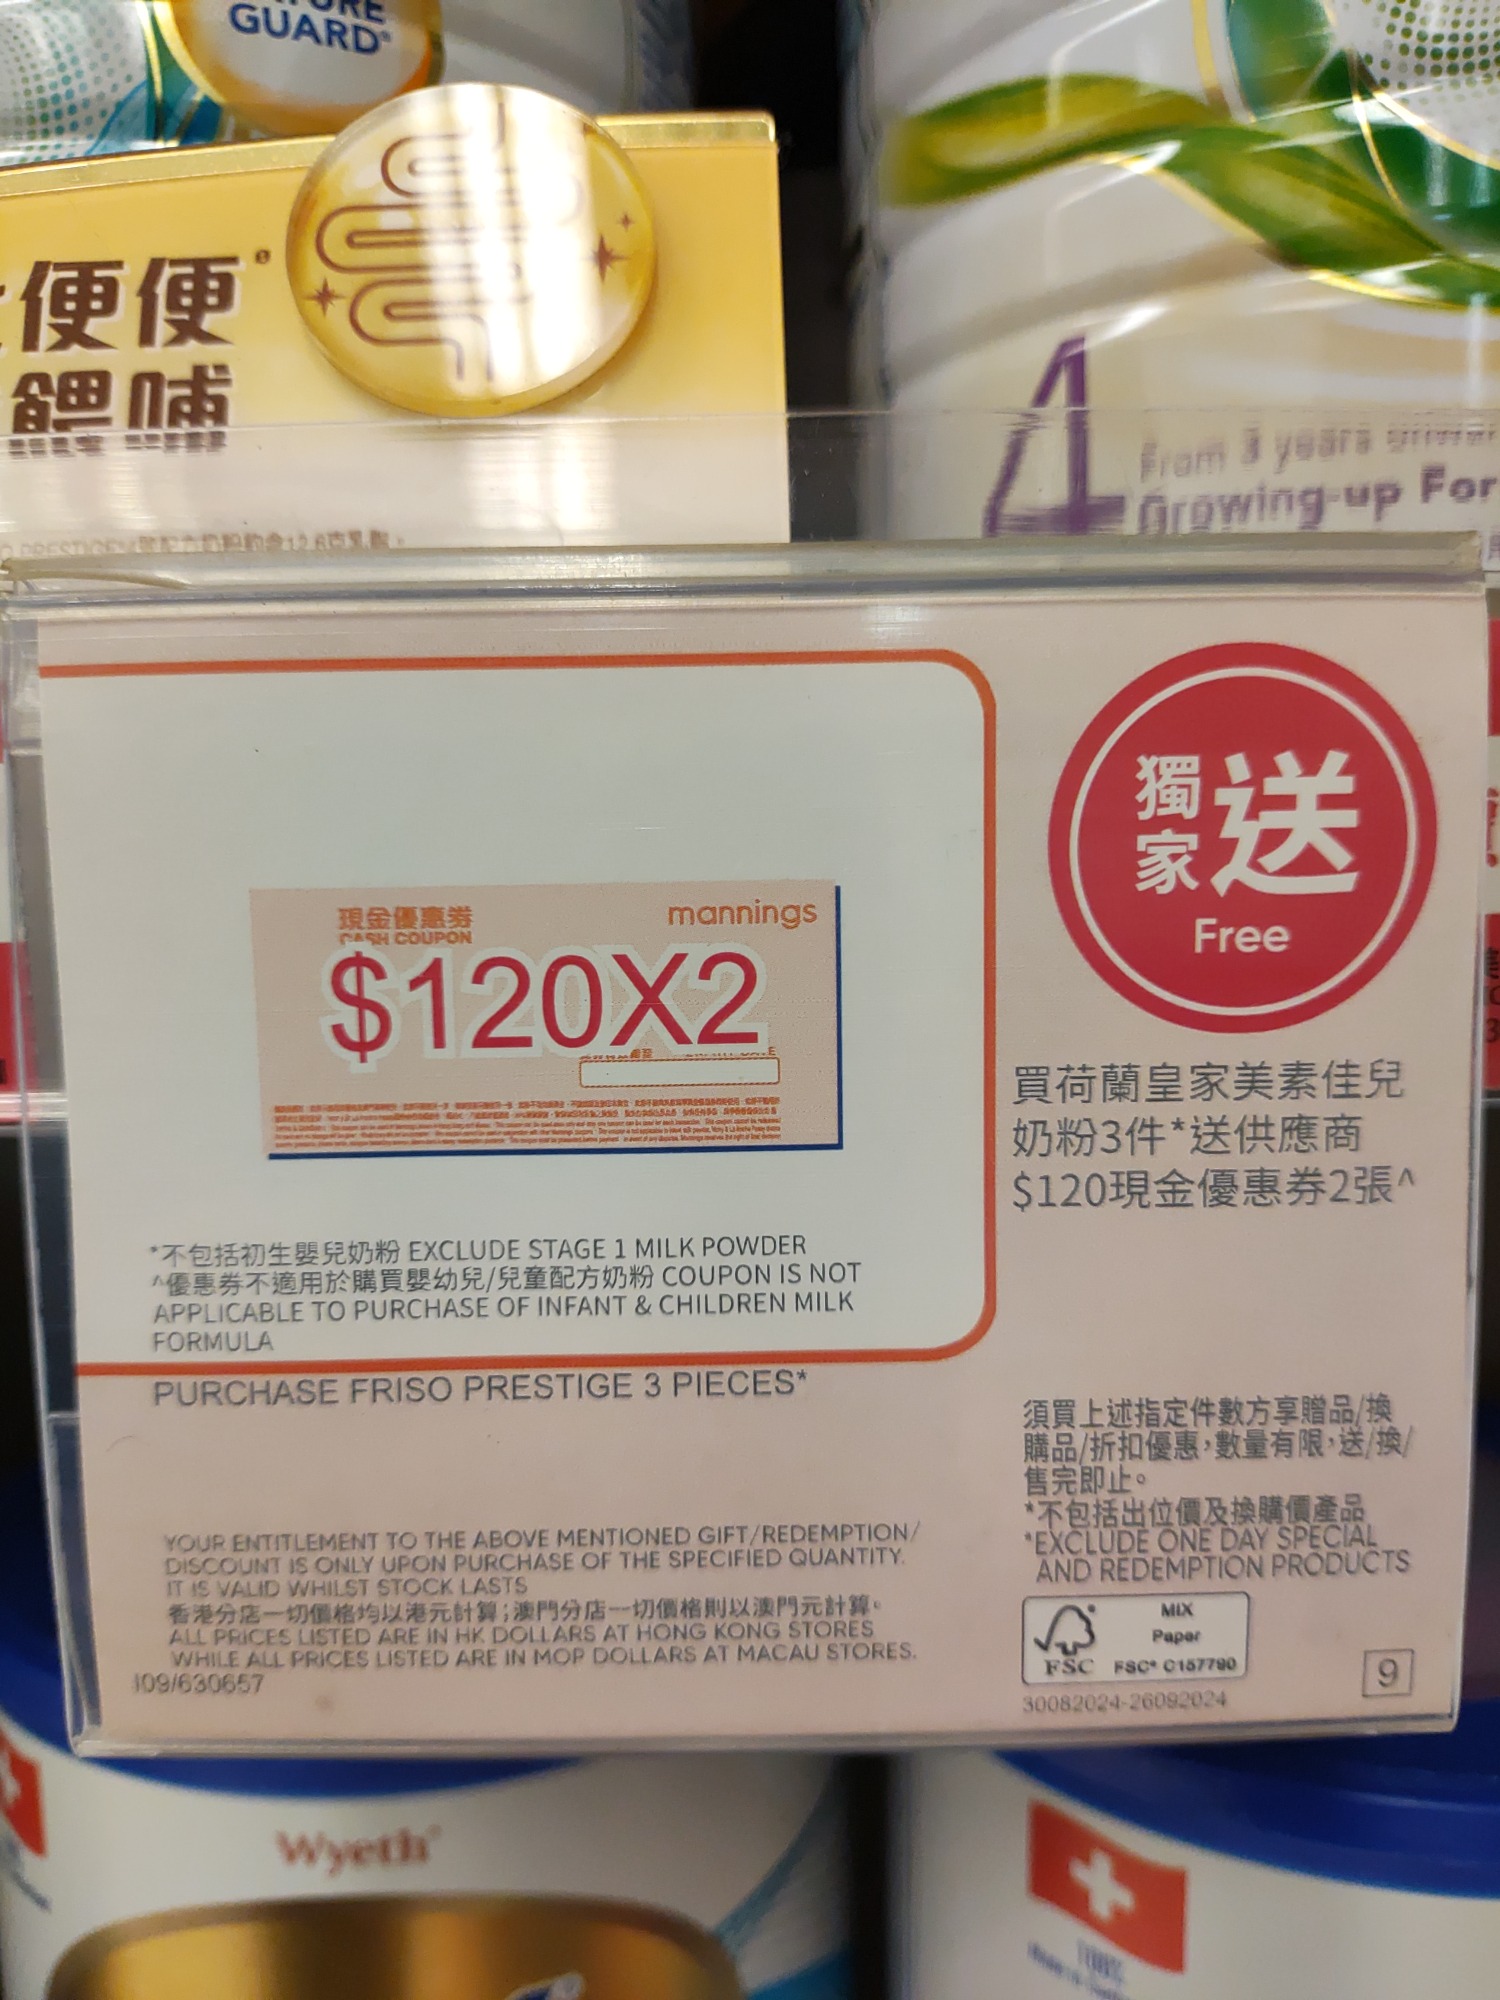 GUARD®
便便
餵哺
4
From 3 years onwar
Growing-up For
獨家送
Free
現金優惠券
mannings
CASH COUPON
$120X2
買荷蘭皇家美素佳兒
奶粉3件*送供應商
$120現金優惠券2張^
*不包括初生嬰兒奶粉 EXCLUDE STAGE 1 MILK POWDER
^優惠券不適用於購買嬰幼兒/兒童配方奶粉 COUPON IS NOT
APPLICABLE TO PURCHASE OF INFANT & CHILDREN MILK
FORMULA
PURCHASE FRISO PRESTIGE 3 PIECES*
須買上述指定件數方享贈品/換
購品/折扣優惠，數量有限，送/換/
售完即止。
*不包括出位價及換購價產品
*EXCLUDE ONE DAY SPECIAL
AND REDEMPTION PRODUCTS
YOUR ENTITLEMENT TO THE ABOVE MENTIONED GIFT/REDEMPTION/
DISCOUNT IS ONLY UPON PURCHASE OF THE SPECIFIED QUANTITY.
IT IS VALID WHILST STOCK LASTS
香港分店一切價格均以港元計算；澳門分店一切價格則以澳門元計算。
ALL PRICES LISTED ARE IN HK DOLLARS AT HONG KONG STORES
WHILE ALL PRICES LISTED ARE IN MOP DOLLARS AT MACAU STORES.
I09/630657
MIX
Paper
FSC
FSC® C157790
30082024-26092024
9
Wyeth®